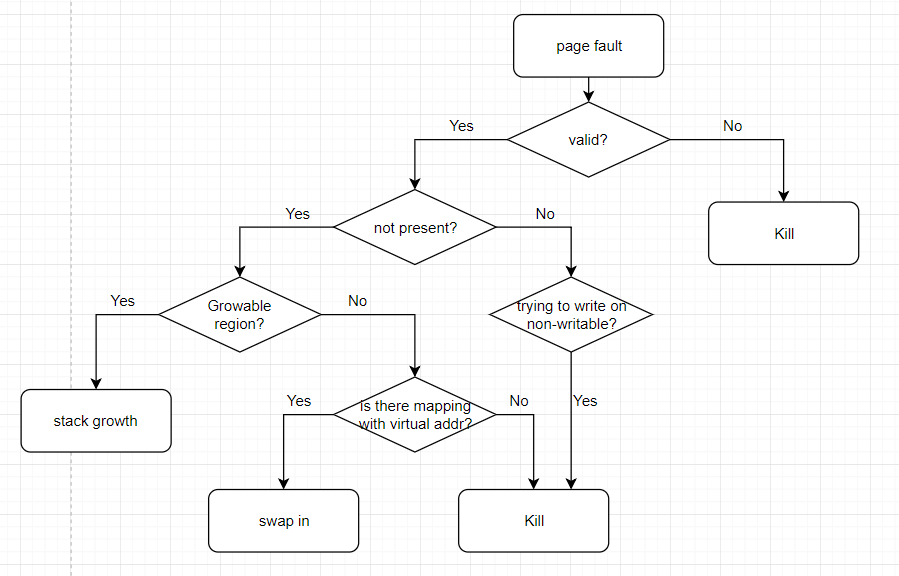 page fault
Yes
No
valid?
Yes
No
not present?
Kill
Yes
No
Growable
region?
trying to write on
non-writable?
Yes
No
Yes
is there mapping
with virtual addr?
stack growth
swap in
Kill